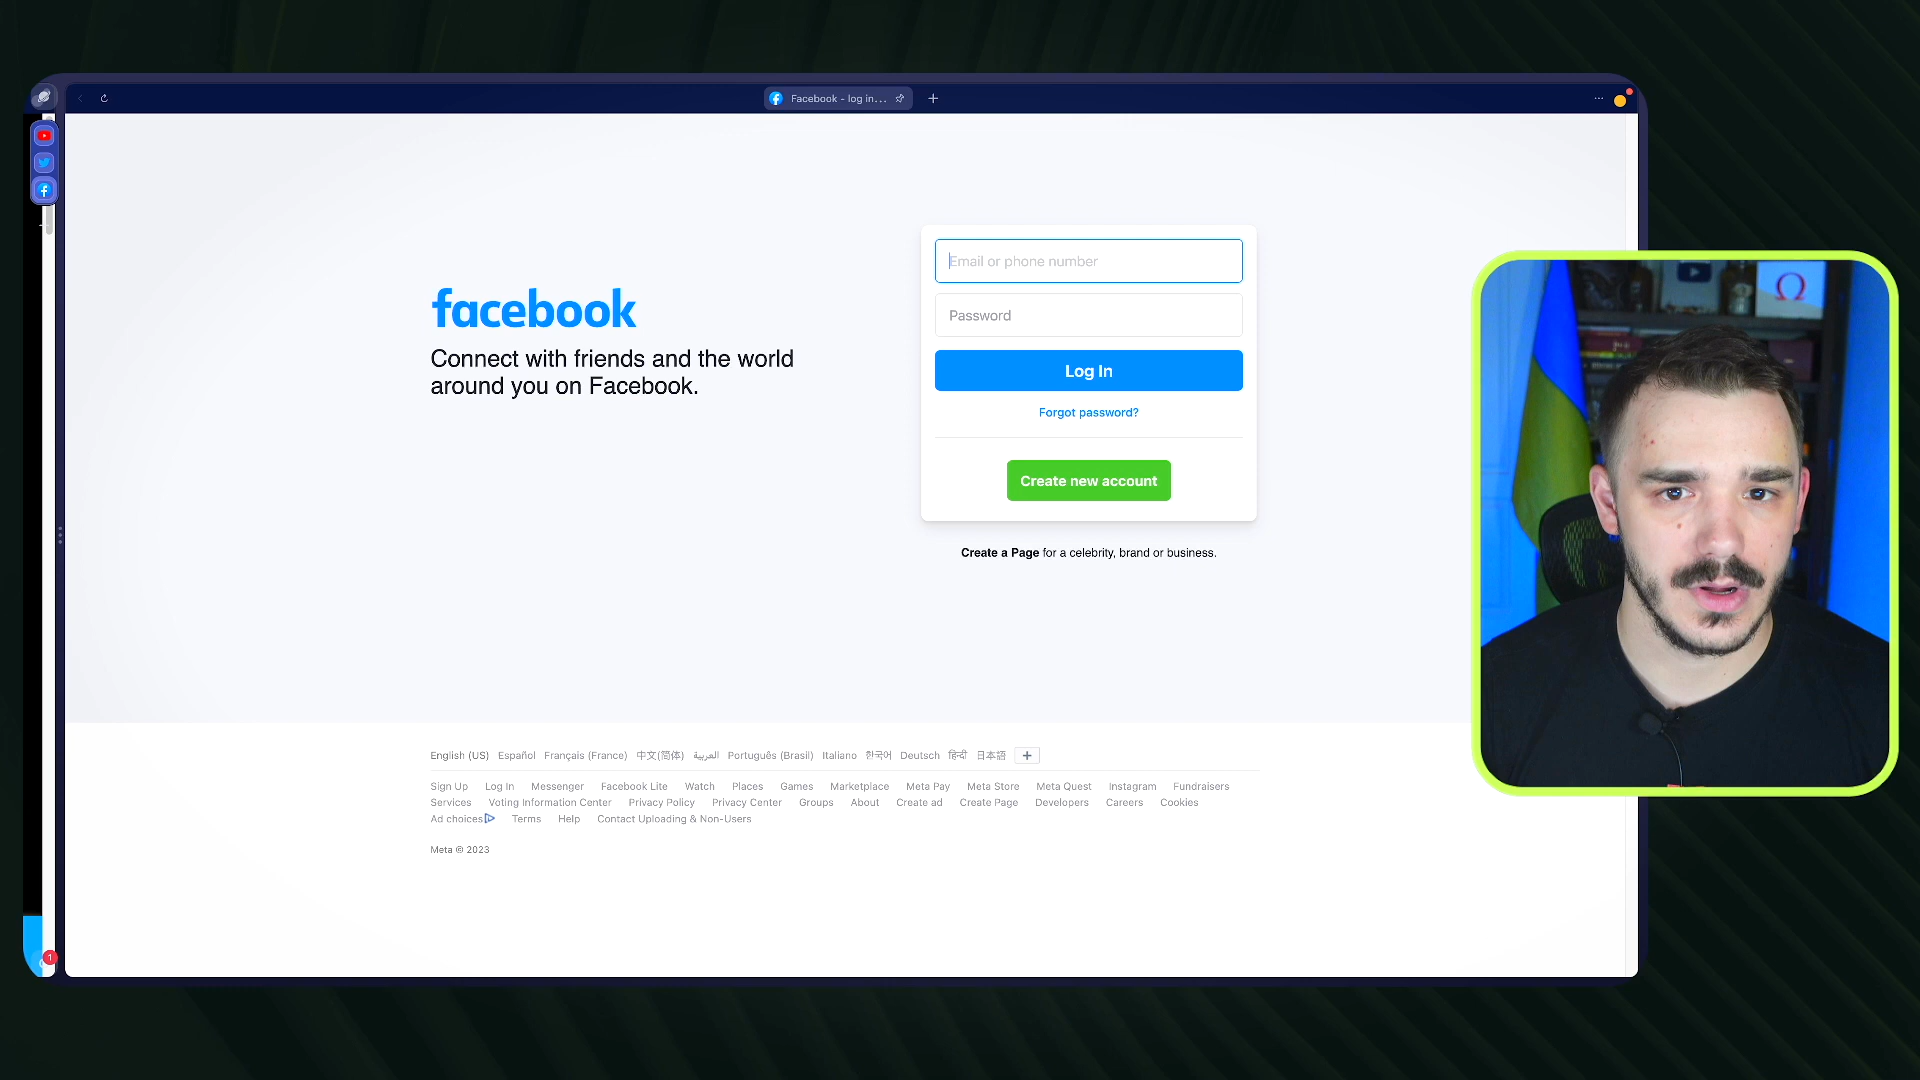 Facebook - log in...
facebook
Connect with friends and the world
around you on Facebook.
Email or phone number
Password
Log In
Forgot password?
Create new account
Create a Page for a celebrity, brand or business.
English (US) Español Français (France) 中文(简体) العربية Português (Brasil) Italiano 한국어 Deutsch हिन्दी 日本語 +
Sign Up Log In Messenger Facebook Lite Watch Places Games Marketplace Meta Pay Meta Store Meta Quest Instagram Fundraisers
Services Voting Information Center Privacy Policy Privacy Center Groups About Create ad Create Page Developers Careers Cookies
Ad choices Terms Help Contact Uploading & Non-Users
Meta © 2023
1
Ω